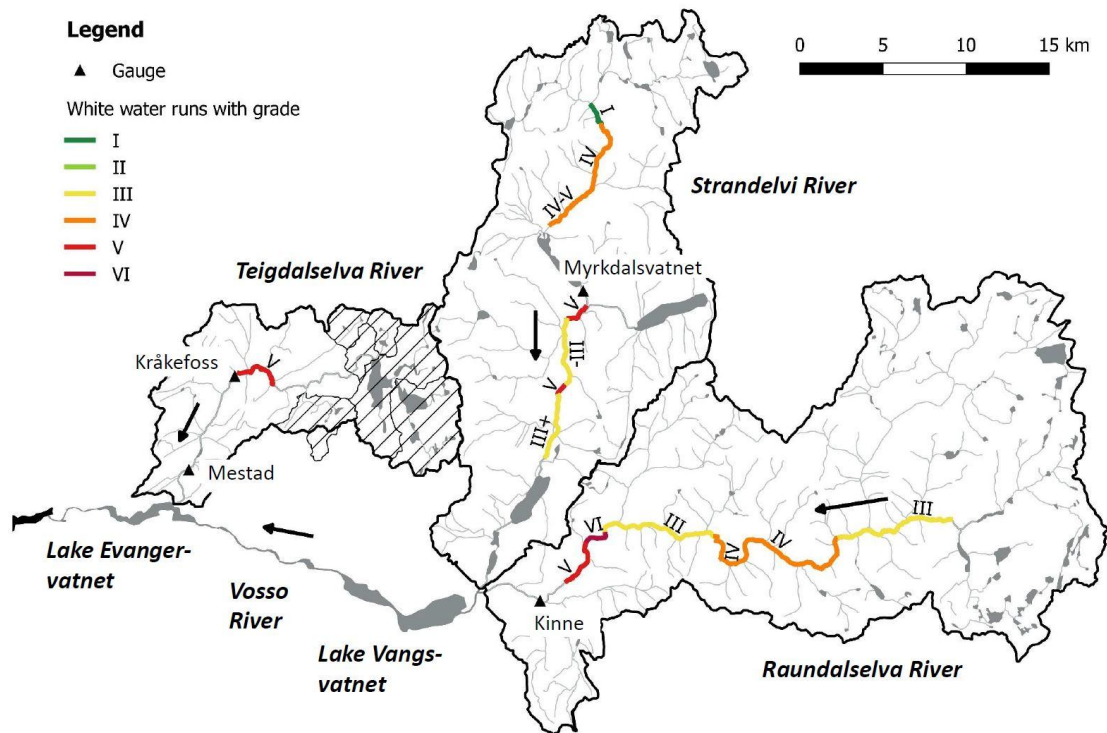 Legend
Gauge
White water runs with grade
I
II
III
IV
V
VI
0 5 10 15 km
I
IV
IV-V
Strandelvi River
Teigdalselva River
Myrkdalsvatnet
V
III-
V
III+
Kråkefoss
V
Mestad
III
IV
IV
III
VI
V
Kinne
Lake Evanger-
vatnet
Vosso
River
Lake Vangs-
vatnet
Raundalselva River